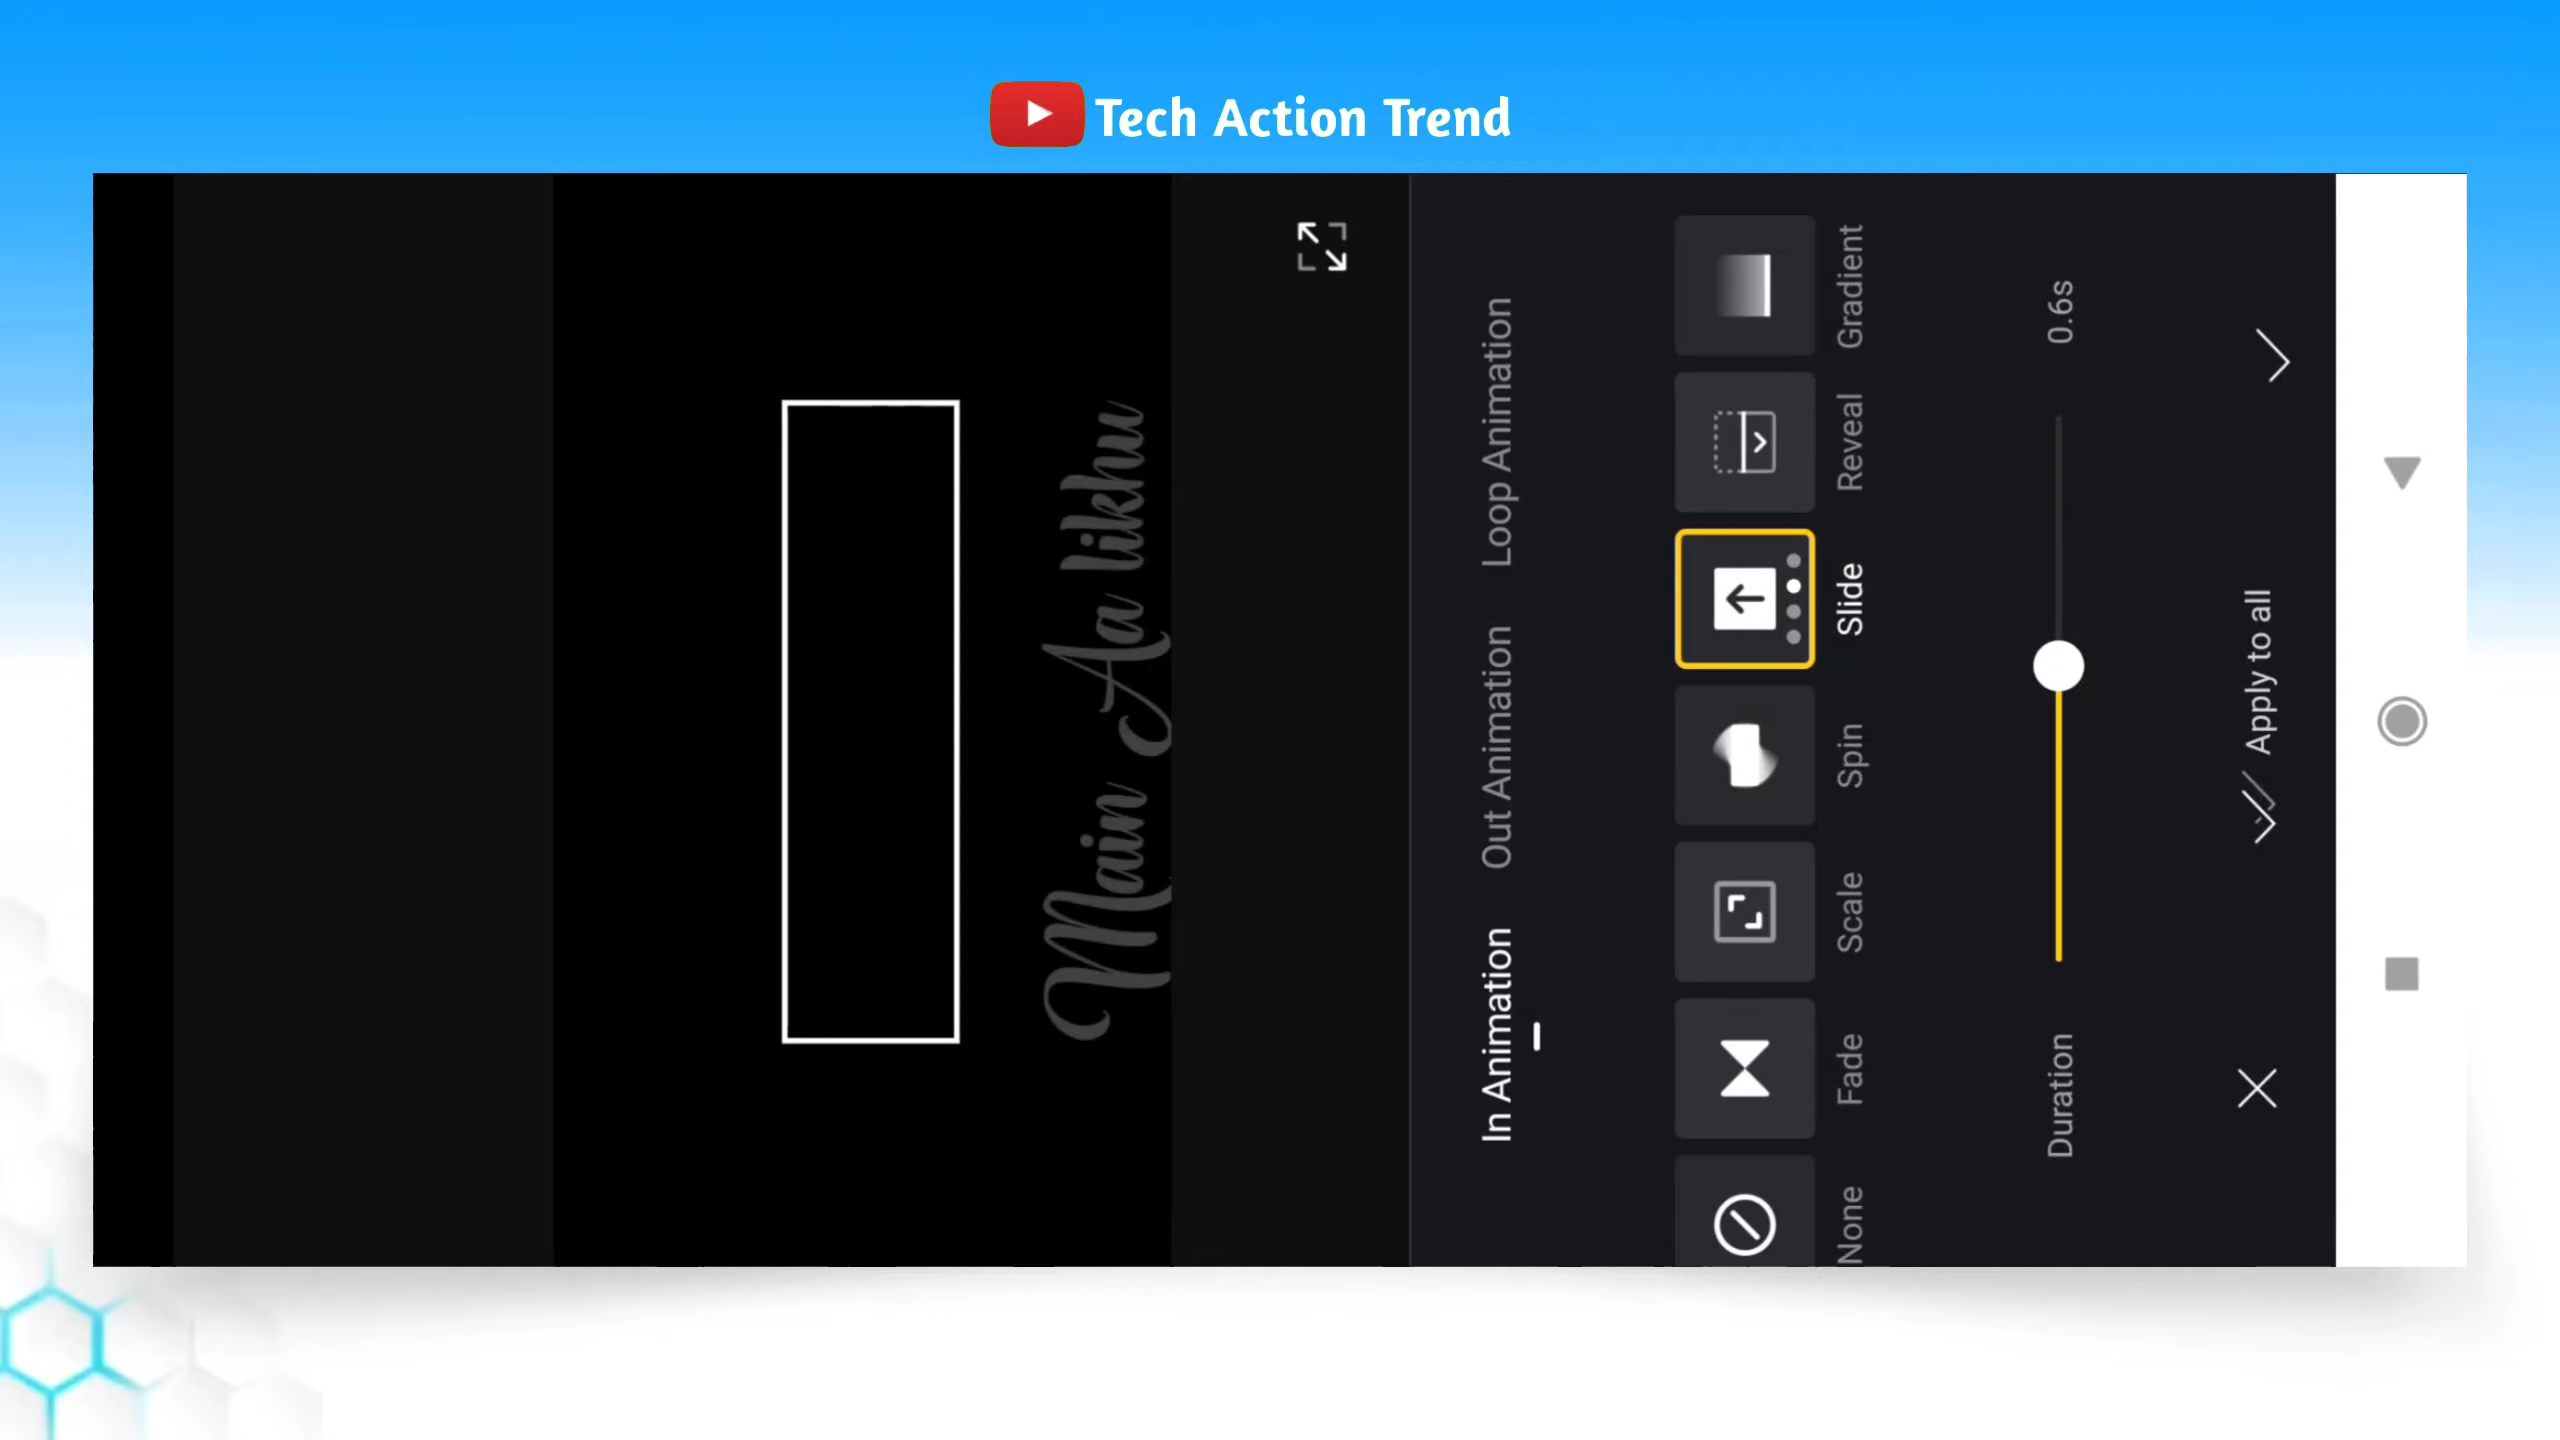 Tech Action Trend
Main Aa likhu
In Animation Out Animation Loop Animation
None Fade Scale Spin Slide Reveal Gradient
Duration 0.6s
Apply to all